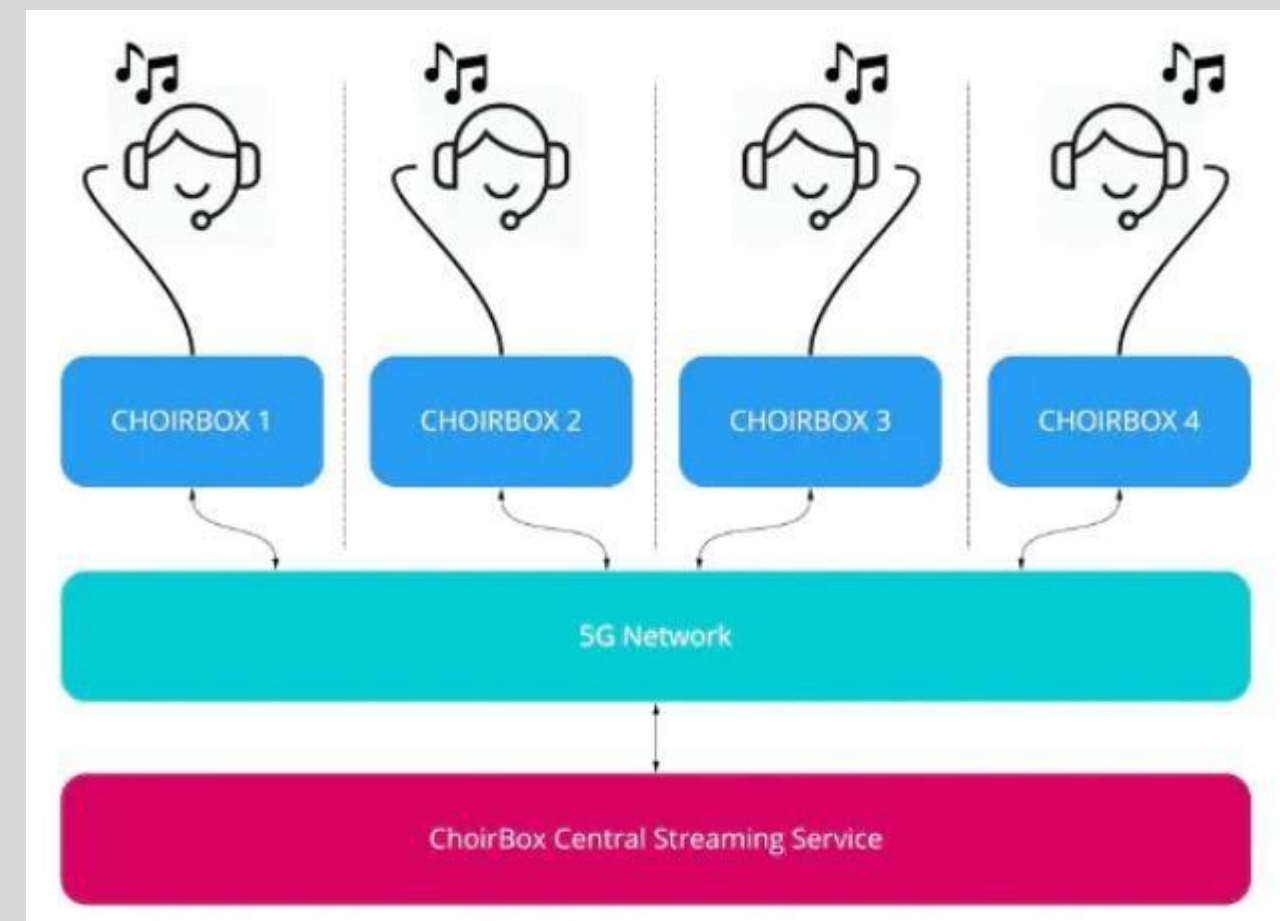 CHOIRBOX 1
CHOIRBOX 2
CHOIRBOX 3
CHOIRBOX 4
5G Network
ChoirBox Central Streaming Service